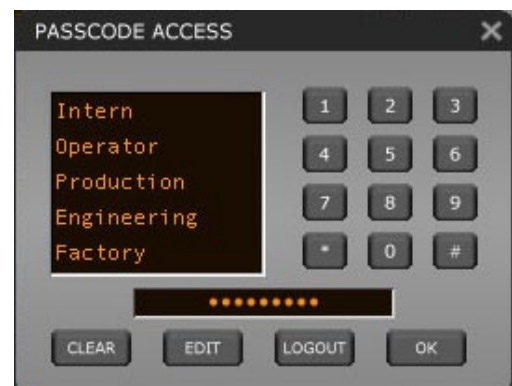 PASSCODE ACCESS
Intern
Operator
Production
Engineering
Factory
1 2 3
4 5 6
7 8 9
* 0 #
•••••••••
CLEAR EDIT LOGOUT OK